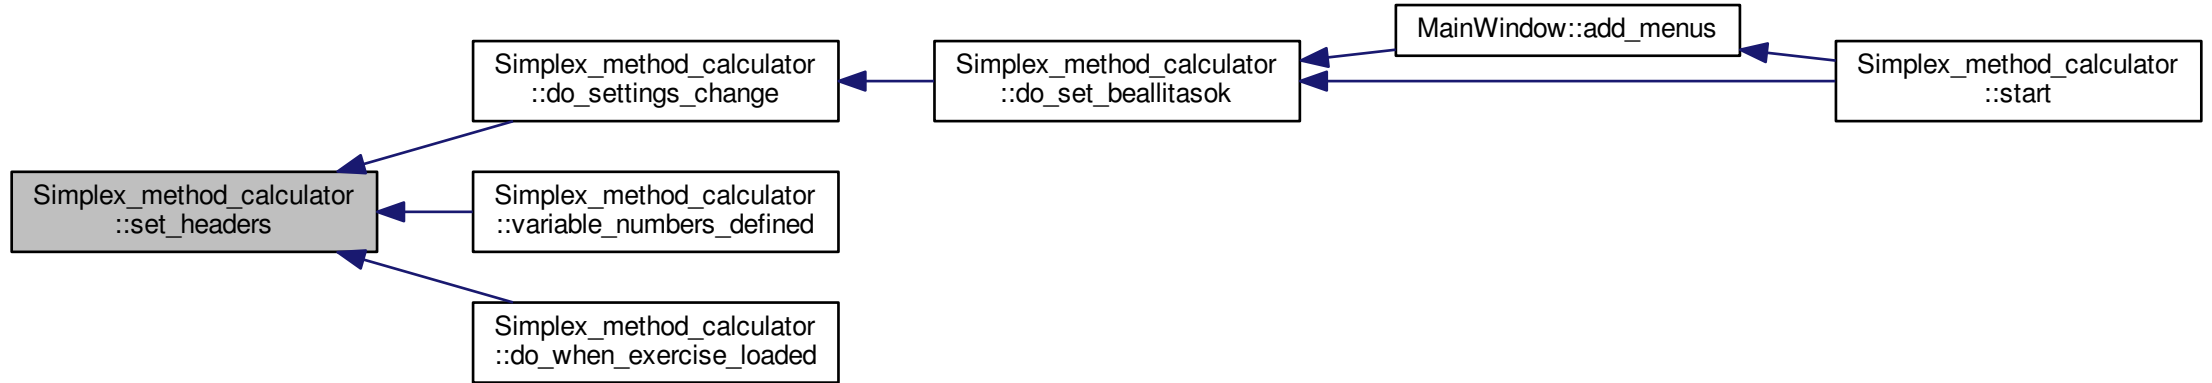 MainWindow::add_menus
Simplex_method_calculator
::do_settings_change
Simplex_method_calculator
::do_set_beallitasok
Simplex_method_calculator
::start
Simplex_method_calculator
::set_headers
Simplex_method_calculator
::variable_numbers_defined
Simplex_method_calculator
::do_when_exercise_loaded